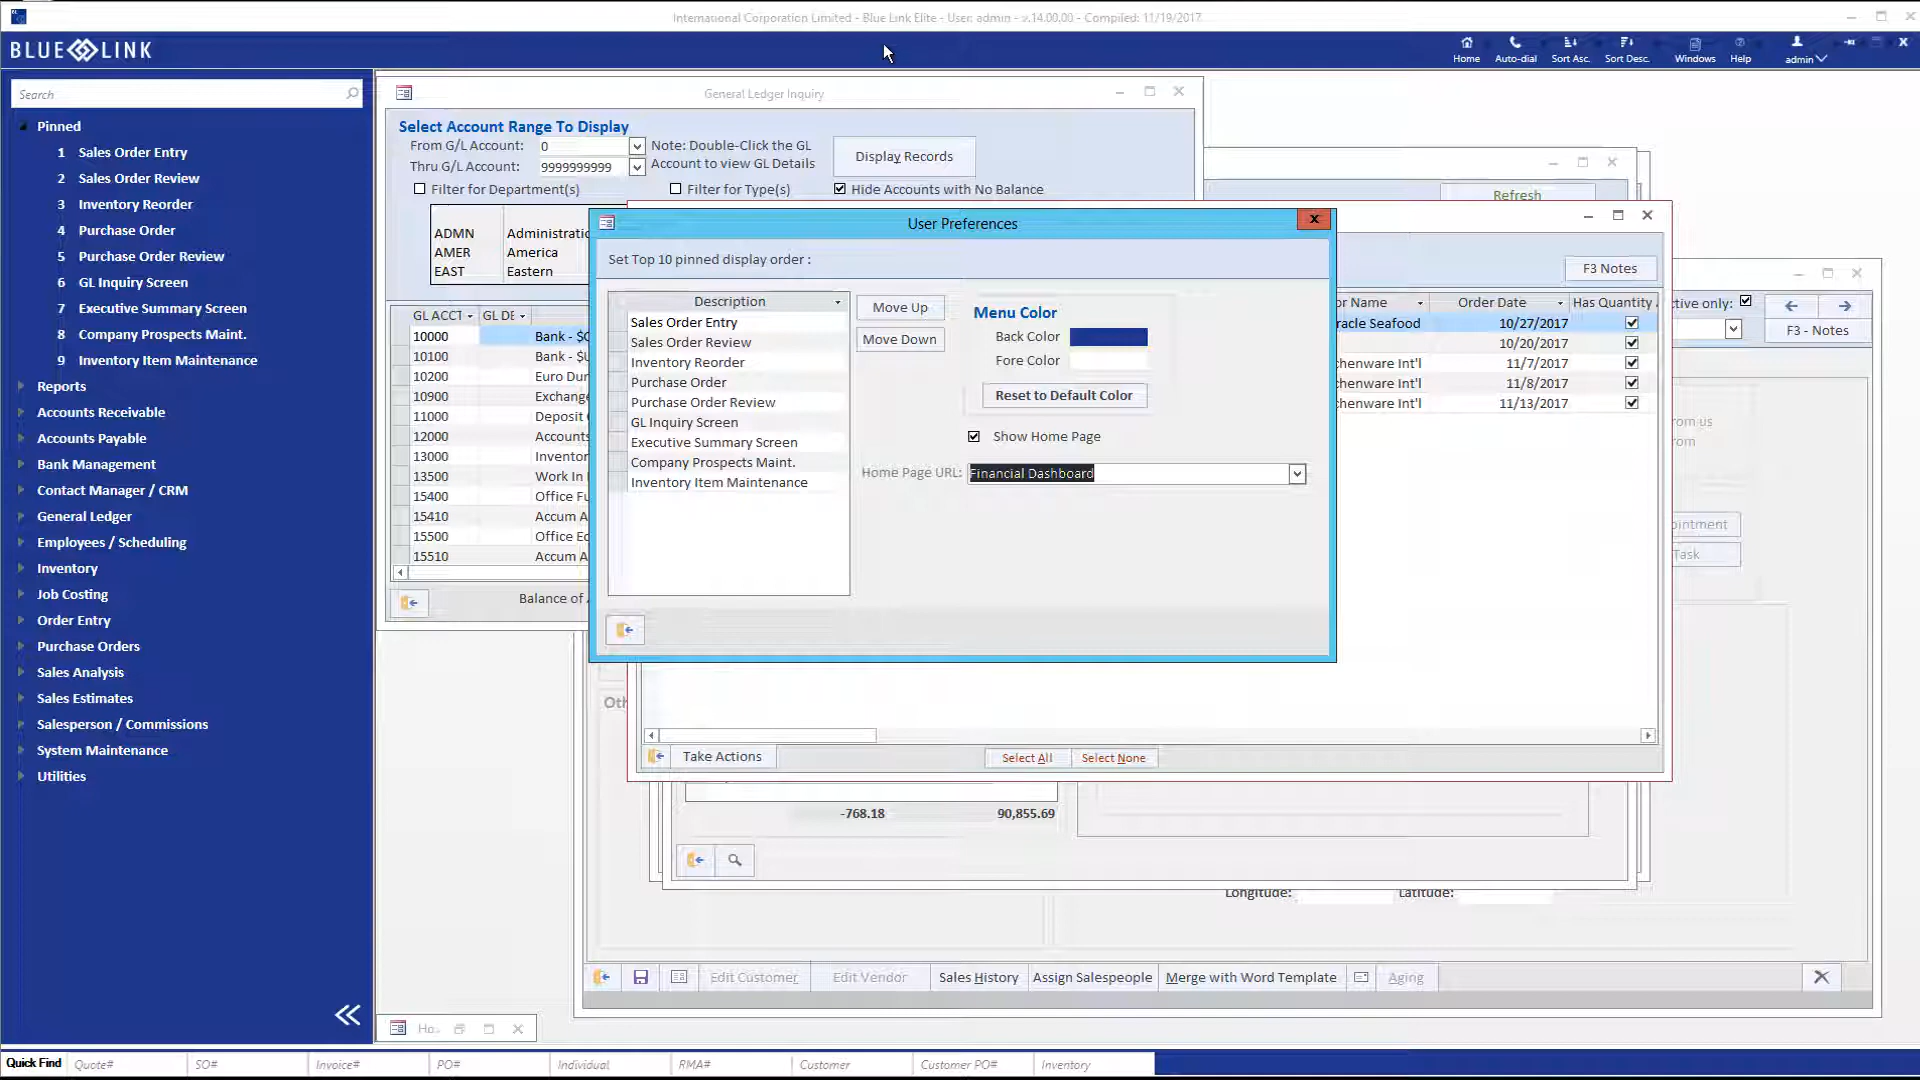 International Corporation Limited - Blue Link Elite - User: admin - v.14.00.00 - Compiled: 11/19/2017
BLUE LINK
Home
Auto-dial
Sort Asc.
Sort Desc.
Windows
Help
admin
Search
Pinned
1 Sales Order Entry
2 Sales Order Review
3 Inventory Reorder
4 Purchase Order
5 Purchase Order Review
6 GL Inquiry Screen
7 Executive Summary Screen
8 Company Prospects Maint.
9 Inventory Item Maintenance
Reports
Accounts Receivable
Accounts Payable
Bank Management
Contact Manager / CRM
General Ledger
Employees / Scheduling
Inventory
Job Costing
Order Entry
Purchase Orders
Sales Analysis
Sales Estimates
Salesperson / Commissions
System Maintenance
Utilities
General Ledger Inquiry
Select Account Range To Display
From G/L Account: 0
Thru G/L Account: 9999999999
Note: Double-Click the GL
Account to view GL Details
Display Records
Filter for Department(s)
Filter for Type(s)
Hide Accounts with No Balance
ADMN
AMER America
EAST Eastern
GL ACCT GL DE
10000 Bank -
10100 Bank -
10200 Euro
10900
11000 Deposit
12000
13000
13500 Work In
15400 Office
15410 Accum
15500 Office
15510 Accum
Balance of
User Preferences
Set Top 10 pinned display order :
Description
Sales Order Entry
Sales Order Review
Inventory Reorder
Purchase Order
Purchase Order Review
GL Inquiry Screen
Executive Summary Screen
Company Prospects Maint.
Inventory Item Maintenance
Move Up
Move Down
Menu Color
Back Color
Fore Color
Reset to Default Color
Show Home Page
Home Page URL: Financial Dashboard
Refresh
F3 Notes
Name Order Date Has Quantity
Seafood 10/27/2017
10/20/2017
Int'l 11/7/2017
Int'l 11/8/2017
Int'l 11/13/2017
only:
F3 - Notes
from us
from
Task
Take Actions
Select All
Select None
-768.18 90,855.69
Longitude:
Latitude:
Edit Customer
Edit Vendor
Sales History
Assign Salespeople
Merge with Word Template
Aging
Ho..
Quick Find
Quote#
SO#
Invoice#
PO#
Individual
RMA#
Customer
Customer PO#
Inventory